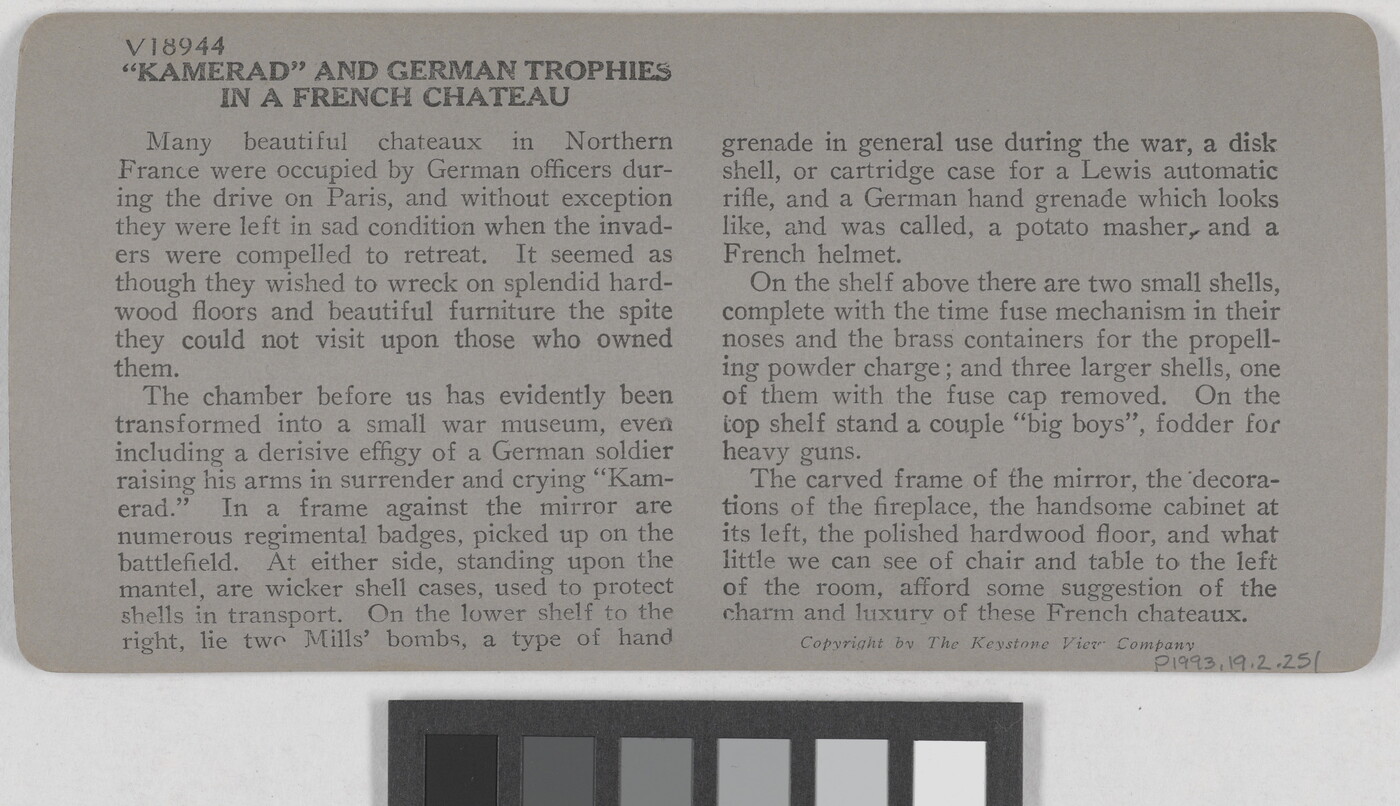 V18944
“KAMERAD” AND GERMAN TROPHIES
IN A FRENCH CHATEAU
Many beautiful chateaux in Northern
France were occupied by German officers dur-
ing the drive on Paris, and without exception
they were left in sad condition when the invad-
ers were compelled to retreat. It seemed as
though they wished to wreck on splendid hard-
wood floors and beautiful furniture the spite
they could not visit upon those who owned
them.
The chamber before us has evidently been
transformed into a small war museum, even
including a derisive effigy of a German soldier
raising his arms in surrender and crying “Kam-
erad.” In a frame against the mirror are
numerous regimental badges, picked up on the
battlefield. At either side, standing upon the
mantel, are wicker shell cases, used to protect
shells in transport. On the lower shelf to the
right, lie two Mills’ bombs, a type of hand
grenade in general use during the war, a disk
shell, or cartridge case for a Lewis automatic
rifle, and a German hand grenade which looks
like, and was called, a potato masher, and a
French helmet.
On the shelf above there are two small shells,
complete with the time fuse mechanism in their
noses and the brass containers for the propell-
ing powder charge; and three larger shells, one
of them with the fuse cap removed. On the
top shelf stand a couple “big boys”, fodder for
heavy guns.
The carved frame of the mirror, the decora-
tions of the fireplace, the handsome cabinet at
its left, the polished hardwood floor, and what
little we can see of chair and table to the left
of the room, afford some suggestion of the
charm and luxury of these French chateaux.
Copyright by The Keystone View Company
P1993.19.2.251